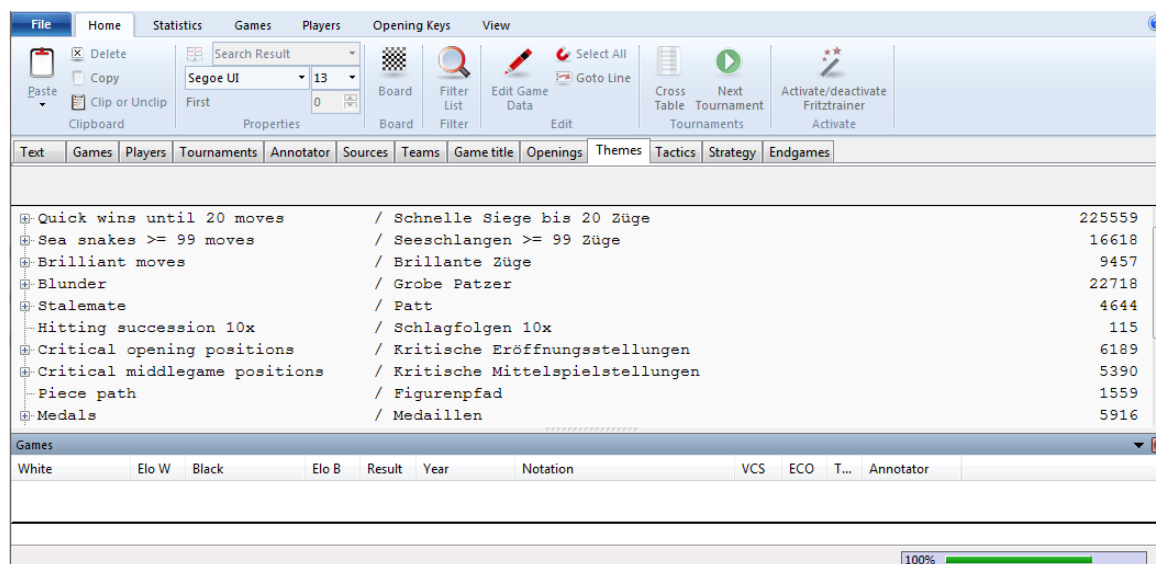 File Home Statistics Games Players Opening Keys View
Paste
Delete
Copy
Clip or Unclip
Clipboard
Search Result
Segoe UI 13
First 0
Properties
Board
Board
Filter List
Filter
Edit Game Data
Select All
Goto Line
Edit
Cross Table
Next Tournament
Tournaments
Activate/deactivate Fritztrainer
Activate
Text Games Players Tournaments Annotator Sources Teams Game title Openings Themes Tactics Strategy Endgames
Quick wins until 20 moves / Schnelle Siege bis 20 Züge 225559
Sea snakes >= 99 moves / Seeschlangen >= 99 Züge 16618
Brilliant moves / Brillante Züge 9457
Blunder / Grobe Patzer 22718
Stalemate / Patt 4644
Hitting succession 10x / Schlagfolgen 10x 115
Critical opening positions / Kritische Eröffnungsstellungen 6189
Critical middlegame positions / Kritische Mittelspielstellungen 5390
Piece path / Figurenpfad 1559
Medals / Medaillen 5916
Games
White Elo W Black Elo B Result Year Notation VCS ECO T... Annotator
100%